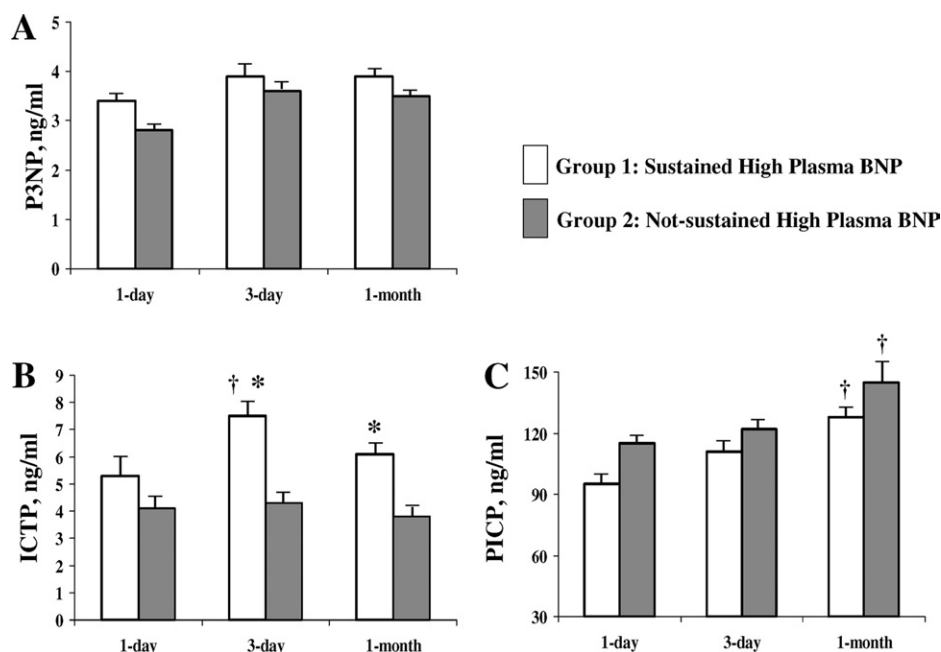 A
5
4
3
2
1
0
P3NP, ng/ml
1-day 3-day 1-month
Group 1: Sustained High Plasma BNP
Group 2: Not-sustained High Plasma BNP
B
9
8
7
6
5
4
3
2
1
0
ICTP, ng/ml
† *
*
1-day 3-day 1-month
C
150
120
90
60
30
PICP, ng/ml
†
†
1-day 3-day 1-month